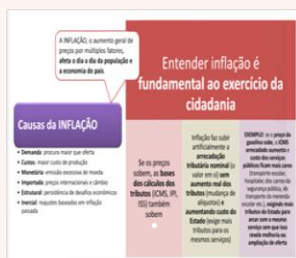 A INFLAÇÃO, o aumento geral de
preços por múltiplos fatores,
afeta o dia a dia da população e
a economia do país.
Entender inflação é
fundamental ao exercício da
cidadania
Causas da INFLAÇÃO
• Demanda: procura maior que oferta
• Custos: maior custo de produção
• Monetária: emissão excessiva de moeda
• Importada: preços internacionais e câmbio
• Estrutural: persistência de desafios econômicos
• Inercial: reajustes baseados em inflação
passada
Se os preços
sobem, as bases
dos cálculos dos
tributos (ICMS, IPI,
ISS) também
sobem
Inflação faz subir
artificialmente a
arrecadação
tributária nominal (o
valor em si) sem
aumento real dos
tributos (mudança de
alíquotas) e
aumentando custo do
Estado (exige mais
tributos para os
mesmos serviços)
EXEMPLO: se o preço da
gasolina sobe, o ICMS
arrecadado aumenta e
custo dos serviços
públicos ficam mais caros
(transporte escolar,
hospitalar, dos carros da
segurança pública, do
transporte da merenda
escolar etc.), exigindo mais
tributos do Estado para
arcar com o mesmo
serviço sem que isso
melhoria ou
ampliação de oferta